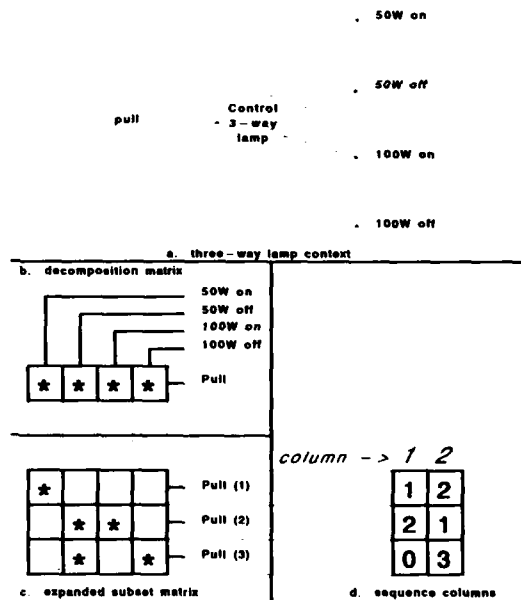 50W on
50W off
pull
Control
3-way
lamp
100W on
100W off
a. three-way lamp context
b. decomposition matrix
50W on
50W off
100W on
100W off
* * * * Pull
* Pull (1)
* * Pull (2)
* * Pull (3)
c. expanded subset matrix
column -> 1 2
1 2
2 1
0 3
d. sequence columns